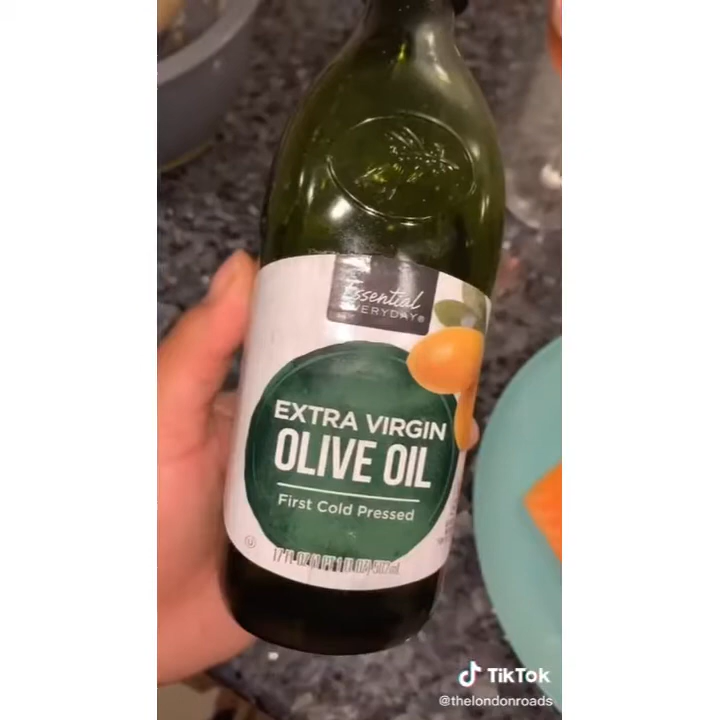 Essential
EVERYDAY®
EXTRA VIRGIN
OLIVE OIL
First Cold Pressed
TikTok
@thelondonroads